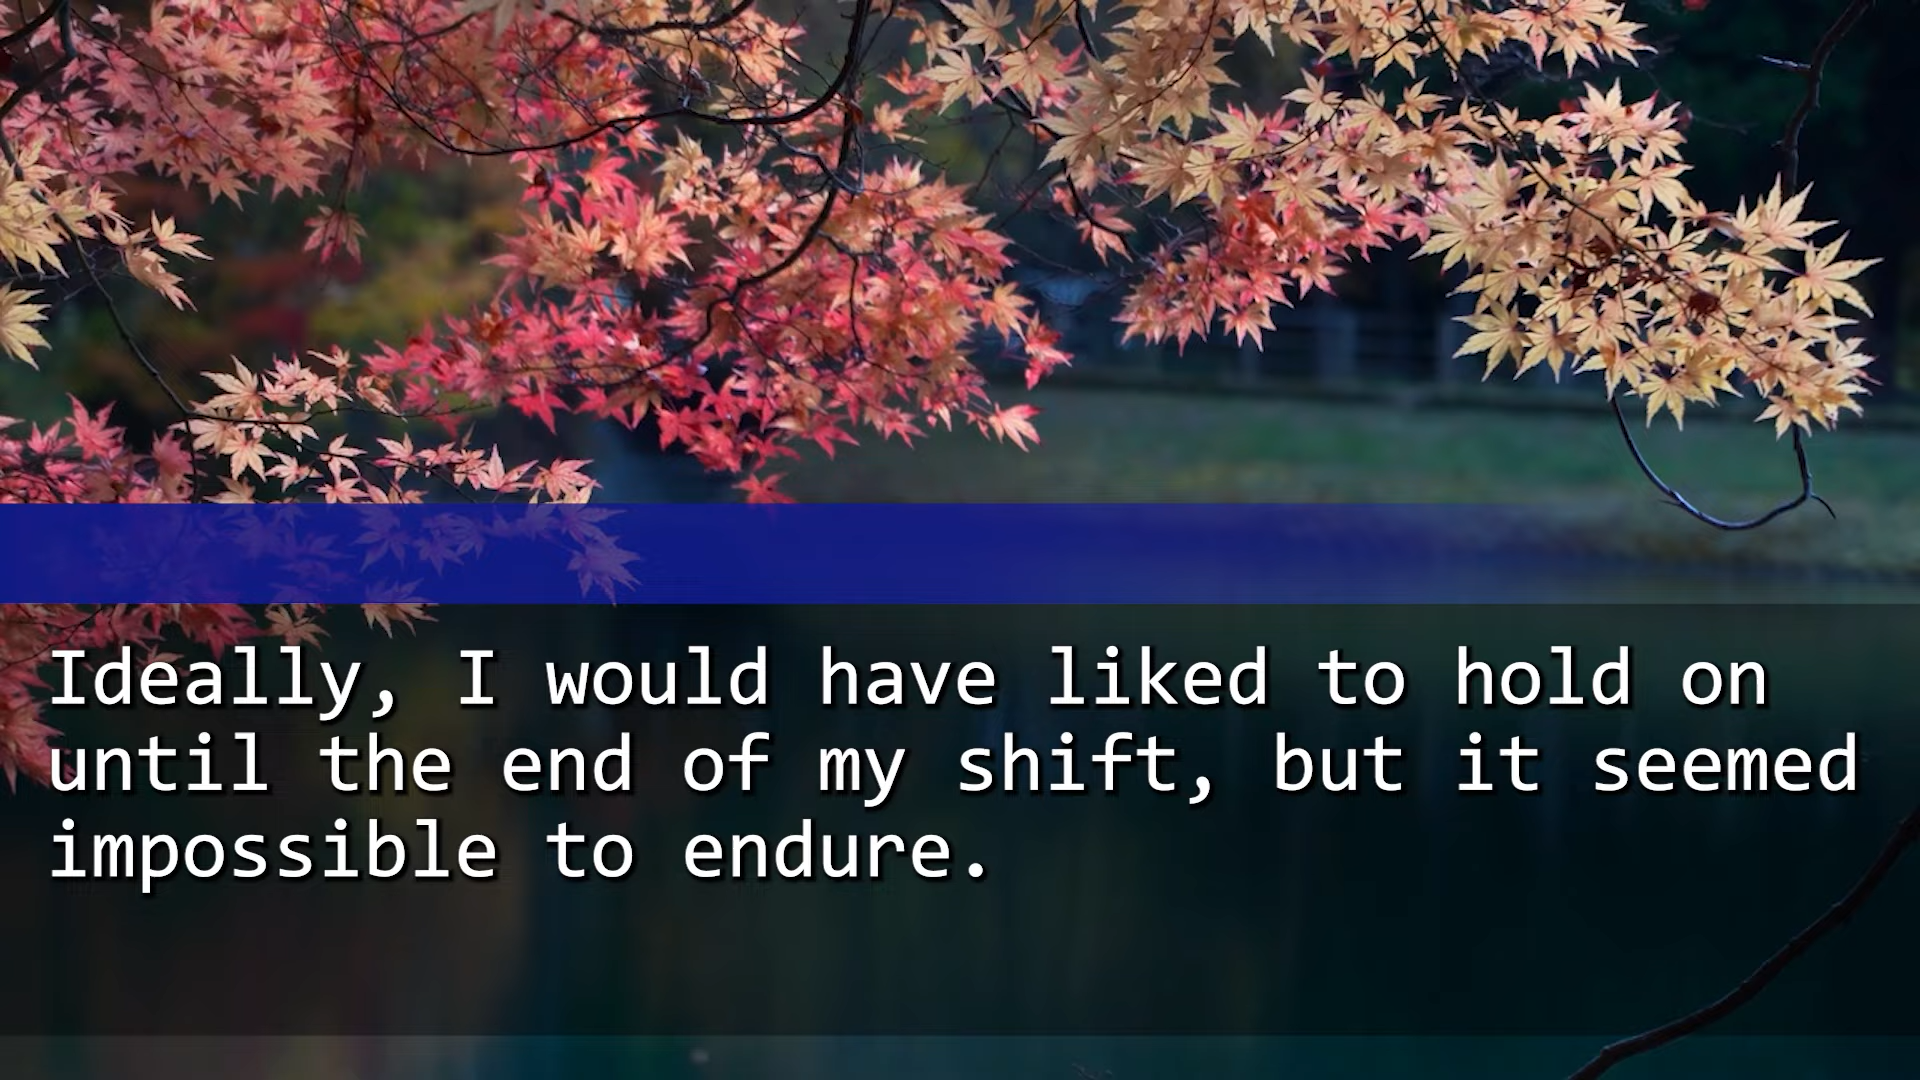 Ideally, I would have liked to hold on
until the end of my shift, but it seemed
impossible to endure.